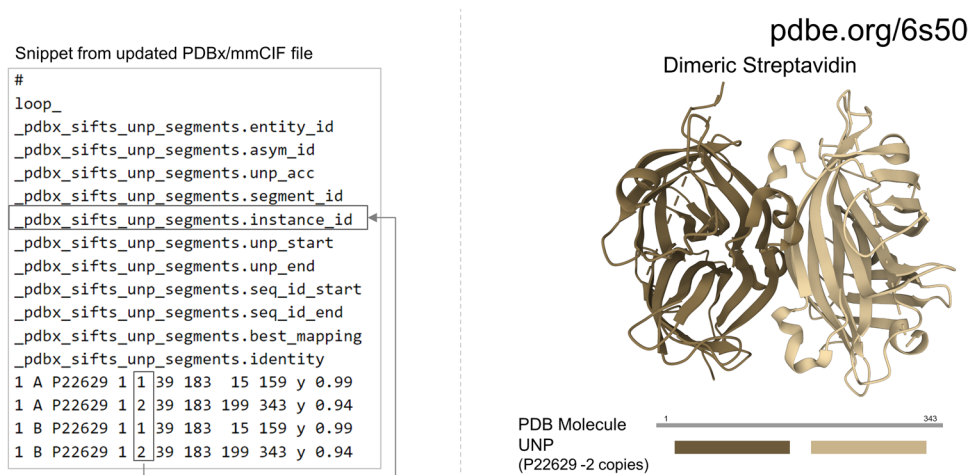 Snippet from updated PDBx/mmCIF file
#
loop_
_pdbx_sifts_unp_segments.entity_id
_pdbx_sifts_unp_segments.asym_id
_pdbx_sifts_unp_segments.unp_acc
_pdbx_sifts_unp_segments.segment_id
_pdbx_sifts_unp_segments.instance_id
_pdbx_sifts_unp_segments.unp_start
_pdbx_sifts_unp_segments.unp_end
_pdbx_sifts_unp_segments.seq_id_start
_pdbx_sifts_unp_segments.seq_id_end
_pdbx_sifts_unp_segments.best_mapping
_pdbx_sifts_unp_segments.identity
1 A P22629 1 1 39 183 15 159 y 0.99
1 A P22629 1 2 39 183 199 343 y 0.94
1 B P22629 1 1 39 183 15 159 y 0.99
1 B P22629 1 2 39 183 199 343 y 0.94
pdbe.org/6s50
Dimeric Streptavidin
1 343
PDB Molecule
UNP
(P22629 -2 copies)